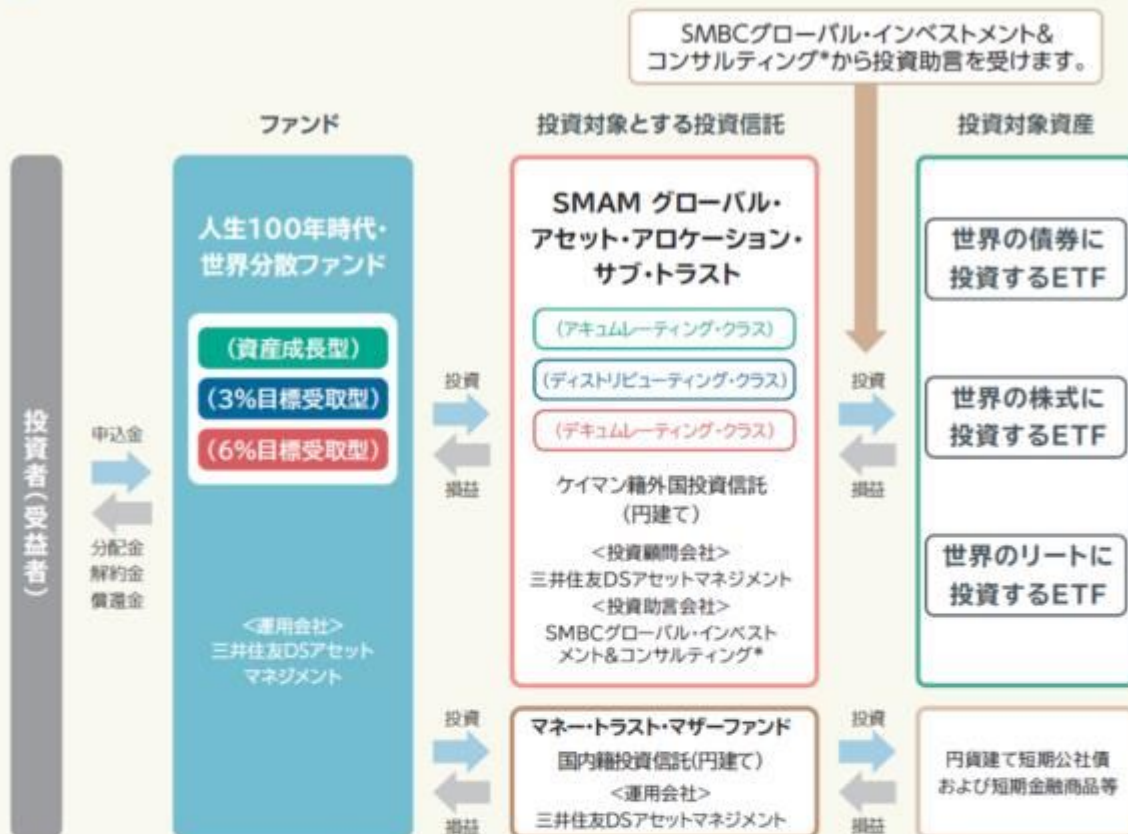 SMBCグローバル・インベストメント&
コンサルティング*から投資助言を受けます。
ファンド
投資対象とする投資信託
投資対象資産
投資者(受益者)
申込金
分配金
解約金
償還金
人生100年時代・
世界分散ファンド
(資産成長型)
(3%目標受取型)
(6%目標受取型)
<運用会社>
三井住友DSアセット
マネジメント
投資
損益
SMAM グローバル・
アセット・アロケーション・
サブ・トラスト
(アキュムレーティング・クラス)
(ディストリビューティング・クラス)
(デキュムレーティング・クラス)
ケイマン籍外国投資信託
(円建て)
<投資顧問会社>
三井住友DSアセットマネジメント
<投資助言会社>
SMBCグローバル・インベスト
メント&コンサルティング*
投資
損益
世界の債券に
投資するETF
世界の株式に
投資するETF
世界のリートに
投資するETF
投資
損益
マネー・トラスト・マザーファンド
国内籍投資信託(円建て)
<運用会社>
三井住友DSアセットマネジメント
投資
損益
円貨建て短期公社債
および短期金融商品等